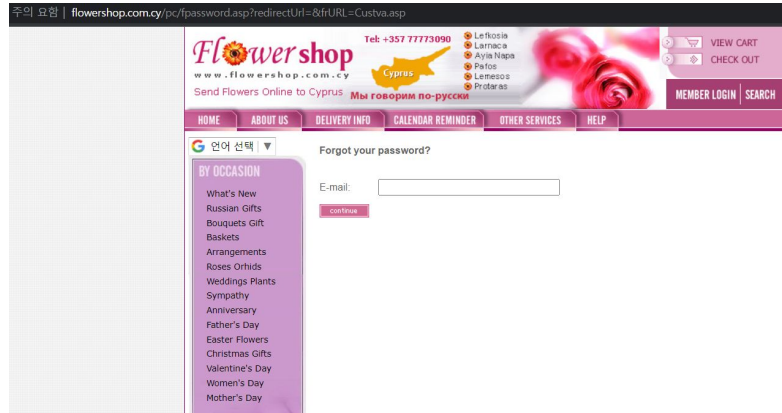 주의 요함 | flowershop.com.cy/pc/fpassword.asp?redirectUrl=&frURL=Custva.asp
Flower shop
www.flowershop.com.cy
Send Flowers Online to Cyprus
Tel: +357 77773090
Cyprus
Мы говорим по-русски
Lefkosia
Larnaca
Ayia Napa
Pafos
Lemesos
Protaras
VIEW CART
CHECK OUT
MEMBER LOGIN | SEARCH
HOME ABOUT US DELIVERY INFO CALENDAR REMINDER OTHER SERVICES HELP
G 언어 선택 | ▼
BY OCCASION
What's New
Russian Gifts
Bouquets Gift
Baskets
Arrangements
Roses Orhids
Weddings Plants
Sympathy
Anniversary
Father's Day
Easter Flowers
Christmas Gifts
Valentine's Day
Women's Day
Mother's Day
Forgot your password?
E-mail:
continue